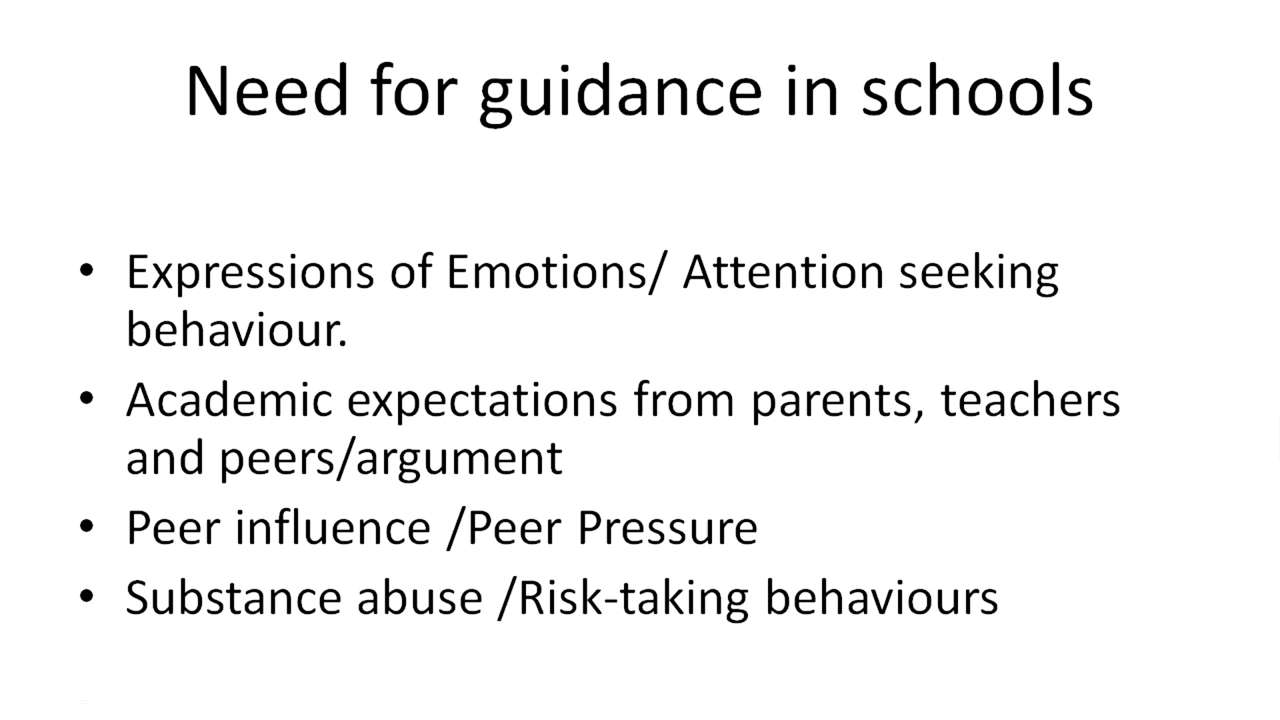 Need for guidance in schools
• Expressions of Emotions/ Attention seeking
behaviour.
• Academic expectations from parents, teachers
and peers/argument
• Peer influence /Peer Pressure
• Substance abuse /Risk-taking behaviours